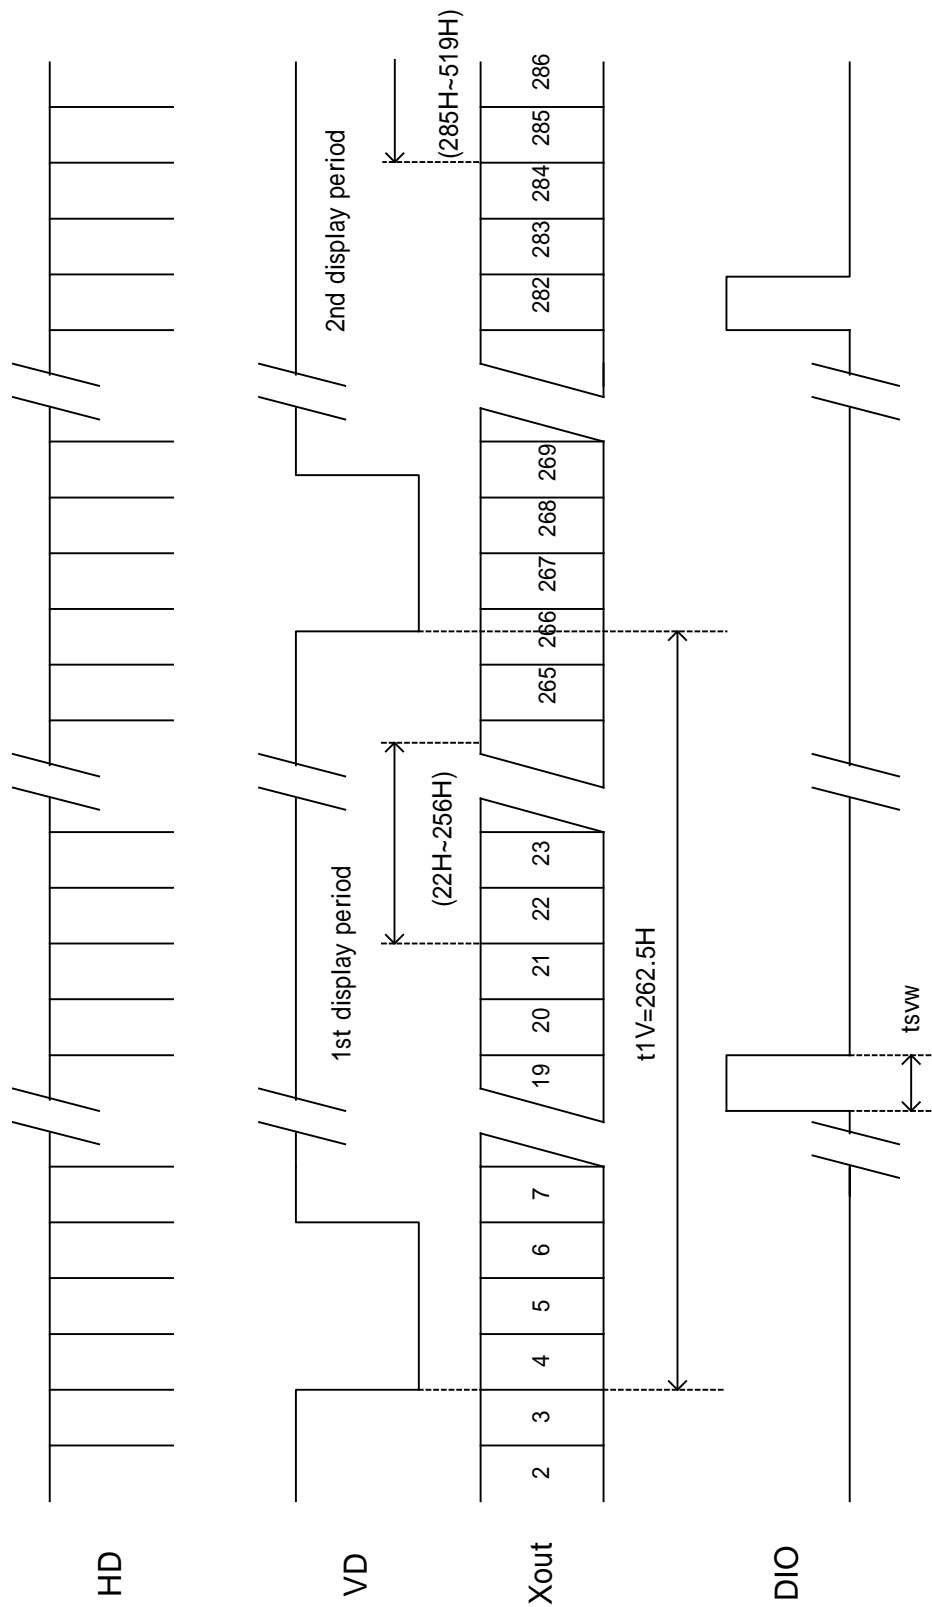 HD
VD
1st display period
2nd display period
(22H~256H)
(285H~519H)
Xout
2 3 4 5 6 7 19 20 21 22 23 265 266 267 268 269 282 283 284 285 286
t1V=262.5H
DIO
tsvw